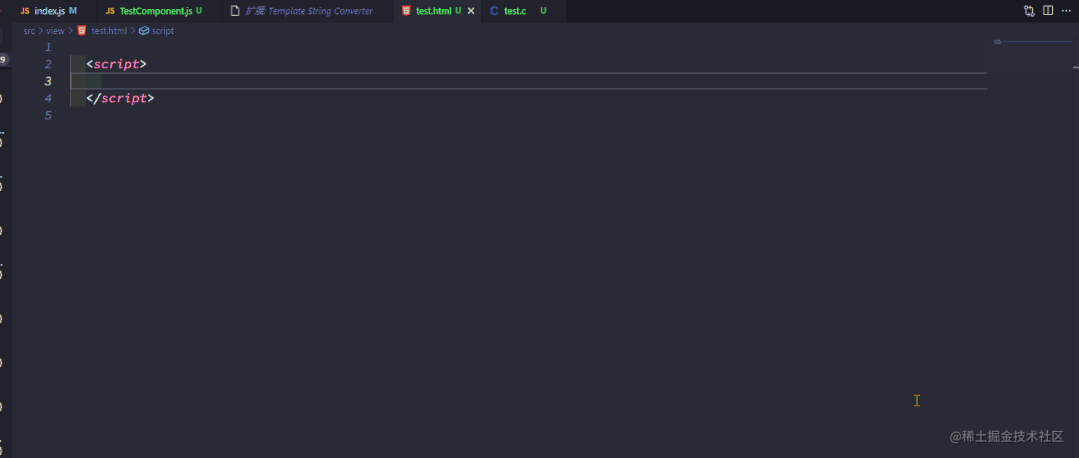 JS index.js M JS TestComponent.js U 扩展: Template String Converter test.html U test.c U
src > view > test.html > script
1
2 <script>
3
4 </script>
5
9
@稀土掘金技术社区